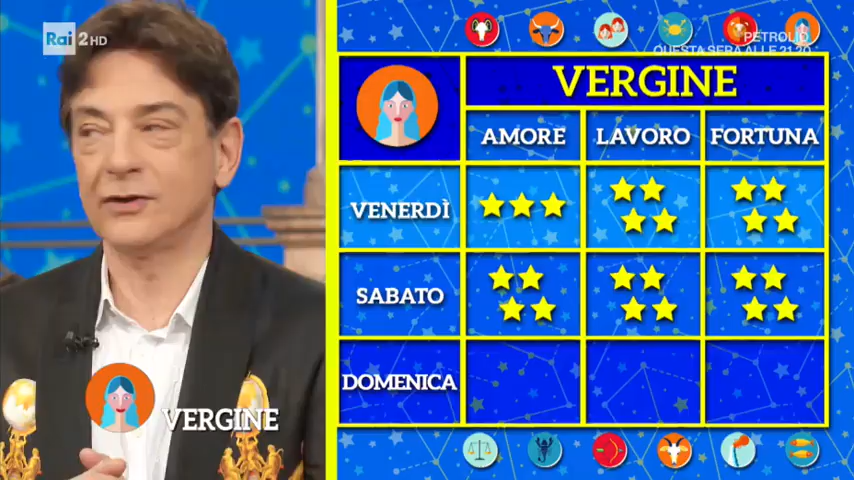 Rai 2HD
PETROLIO
QUESTA SERA ALLE 21.20
VERGINE
AMORE LAVORO FORTUNA
VENERDÌ
SABATO
DOMENICA
VERGINE